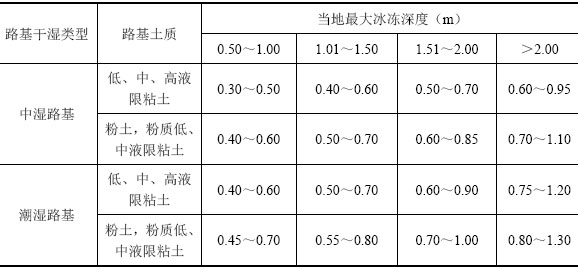 路基干湿类型 路基土质 当地最大冰冻深度（m）
0.50～1.00 1.01～1.50 1.51～2.00 ＞2.00
中湿路基 低、中、高液限粘土 0.30～0.50 0.40～0.60 0.50～0.70 0.60～0.95
粉土，粉质低、中液限粘土 0.40～0.60 0.50～0.70 0.60～0.85 0.70～1.10
潮湿路基 低、中、高液限粘土 0.40～0.60 0.50～0.70 0.60～0.90 0.75～1.20
粉土，粉质低、中液限粘土 0.45～0.70 0.55～0.80 0.70～1.00 0.80～1.30